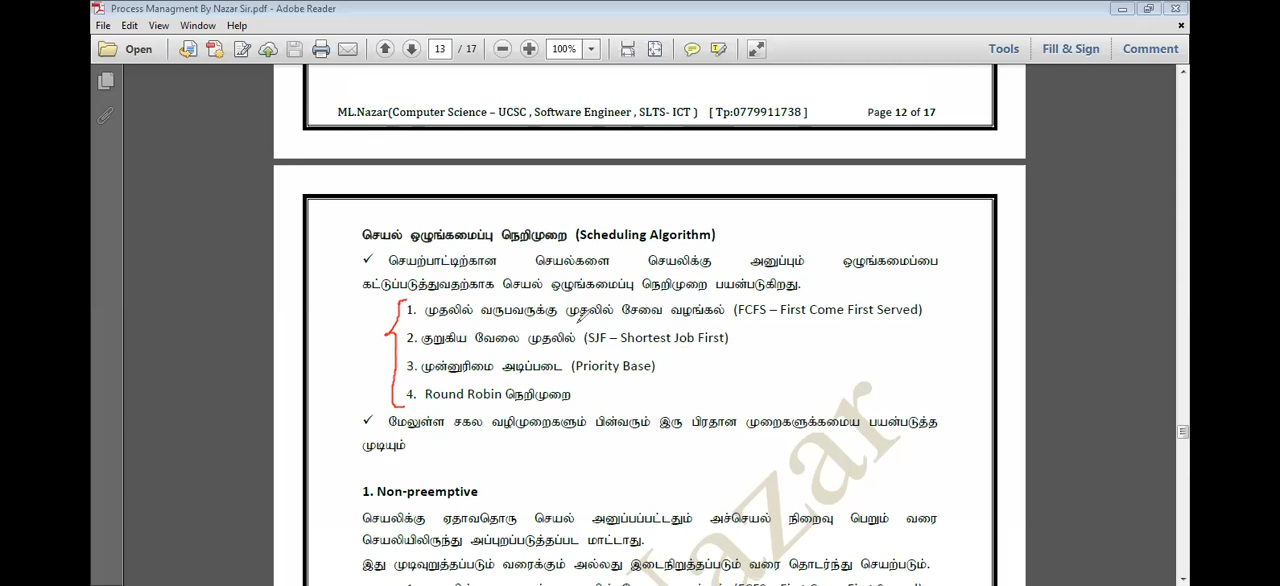 Process Managment By Nazar Sir.pdf - Adobe Reader
File Edit View Window Help
Open 13 / 17 100% Tools Fill & Sign Comment
ML.Nazar(Computer Science – UCSC , Software Engineer , SLTS- ICT ) [ Tp:0779911738 ] Page 12 of 17
செயல் ஒழுங்கமைப்பு நெறிமுறை (Scheduling Algorithm)
✓ செயற்பாட்டிற்கான செயல்களை செயலிக்கு அனுப்பும் ஒழுங்கமைப்பை
கட்டுப்படுத்துவதற்காக செயல் ஒழுங்கமைப்பு நெறிமுறை பயன்படுகிறது.
1. முதலில் வருபவருக்கு முதலில் சேவை வழங்கல் (FCFS – First Come First Served)
2. குறுகிய வேலை முதலில் (SJF – Shortest Job First)
3. முன்னுரிமை அடிப்படை (Priority Base)
4. Round Robin நெறிமுறை
✓ மேலுள்ள சகல வழிமுறைகளும் பின்வரும் இரு பிரதான முறைகளுக்கமைய பயன்படுத்த
முடியும்
Nazar
1. Non-preemptive
செயலிக்கு ஏதாவதொரு செயல் அனுப்பப்பட்டதும் அச்செயல் நிறைவு பெறும் வரை
செயலியிலிருந்து அப்புறப்படுத்தப்பட மாட்டாது.
இது முடிவுறுத்தப்படும் வரைக்கும் அல்லது இடைநிறுத்தப்படும் வரை தொடர்ந்து செயற்படும்.